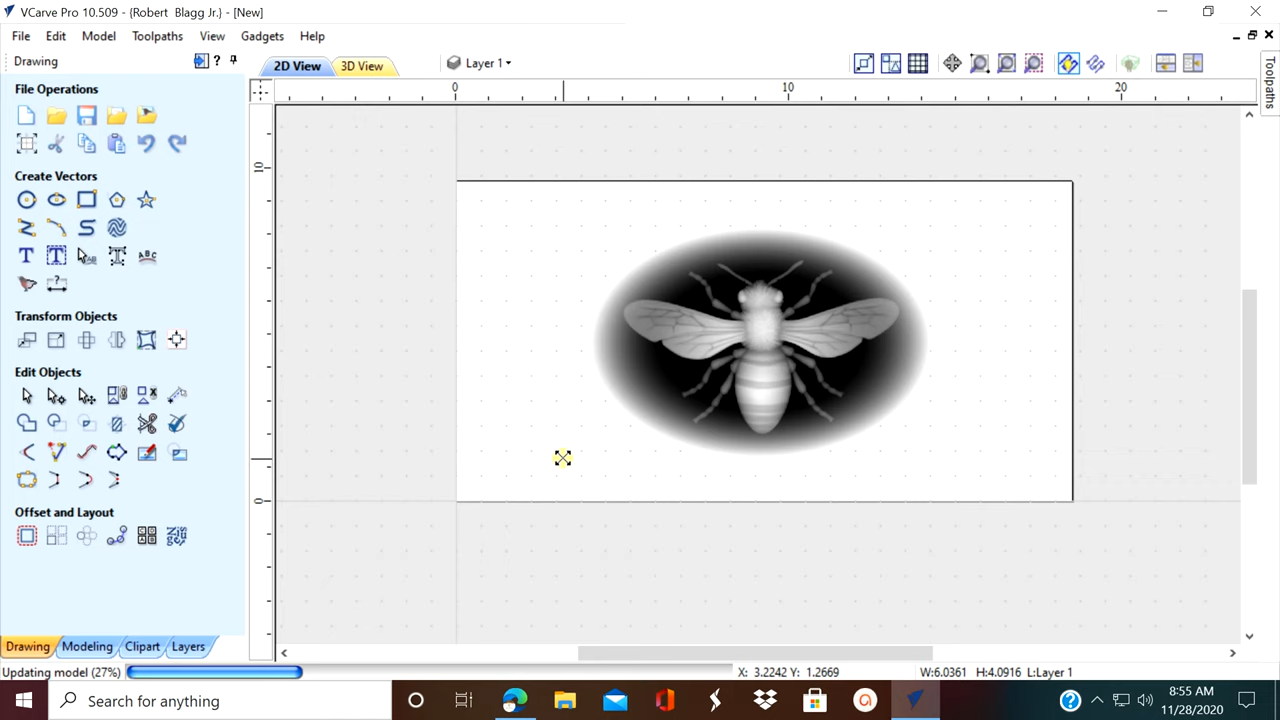 VCarve Pro 10.509 - {Robert Blagg Jr.} - [New]
File Edit Model Toolpaths View Gadgets Help
Drawing
?
2D View
3D View
Layer 1
Toolpaths
File Operations
0
10
20
10
0
Create Vectors
T T AB T ABC
?
Transform Objects
Edit Objects
Offset and Layout
Drawing Modeling Clipart Layers
Updating model (27%)
X: 3.2242 Y: 1.2669
W:6.0361 H:4.0916 L:Layer 1
Search for anything
8:55 AM
11/28/2020